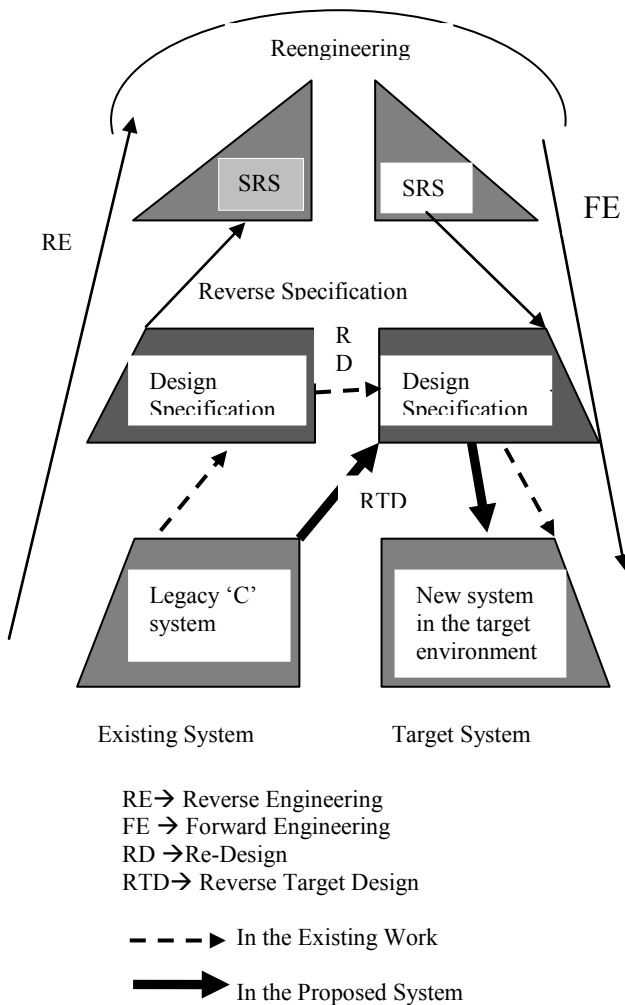 Reengineering
SRS
SRS
FE
RE
Reverse Specification
R
D
Design
Specification
Design
Specification
RTD
Legacy ‘C’
system
New system
in the target
environment
Existing System
Target System
RE→ Reverse Engineering
FE → Forward Engineering
RD →Re-Design
RTD→ Reverse Target Design
In the Existing Work
In the Proposed System